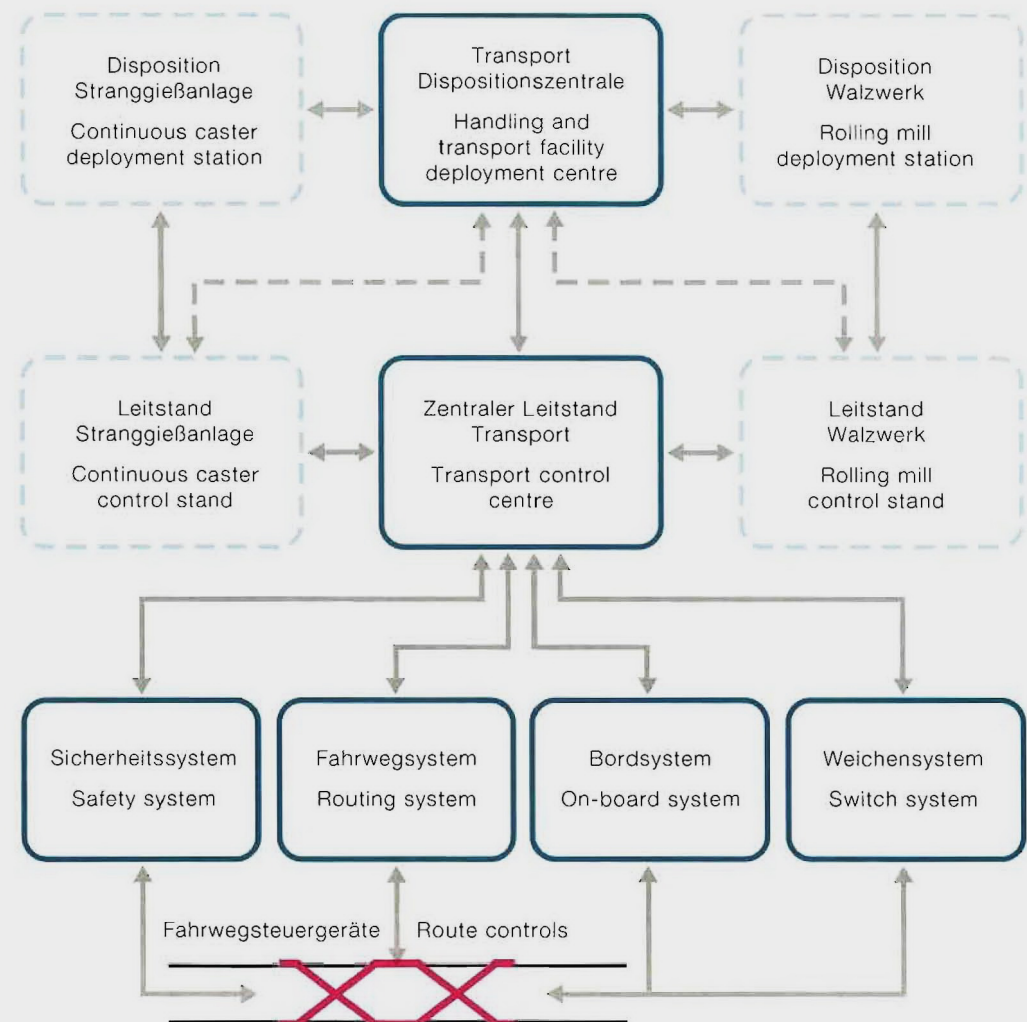 Disposition
Stranggießanlage
Continuous caster
deployment station
Transport
Dispositionszentrale
Handling and
transport facility
deployment centre
Disposition
Walzwerk
Rolling mill
deployment station
Leitstand
Stranggießanlage
Continuous caster
control stand
Zentraler Leitstand
Transport
Transport control
centre
Leitstand
Walzwerk
Rolling mill
control stand
Sicherheitssystem
Safety system
Fahrwegsystem
Routing system
Bordsystem
On-board system
Weichensystem
Switch system
Fahrwegsteuergeräte
Route controls